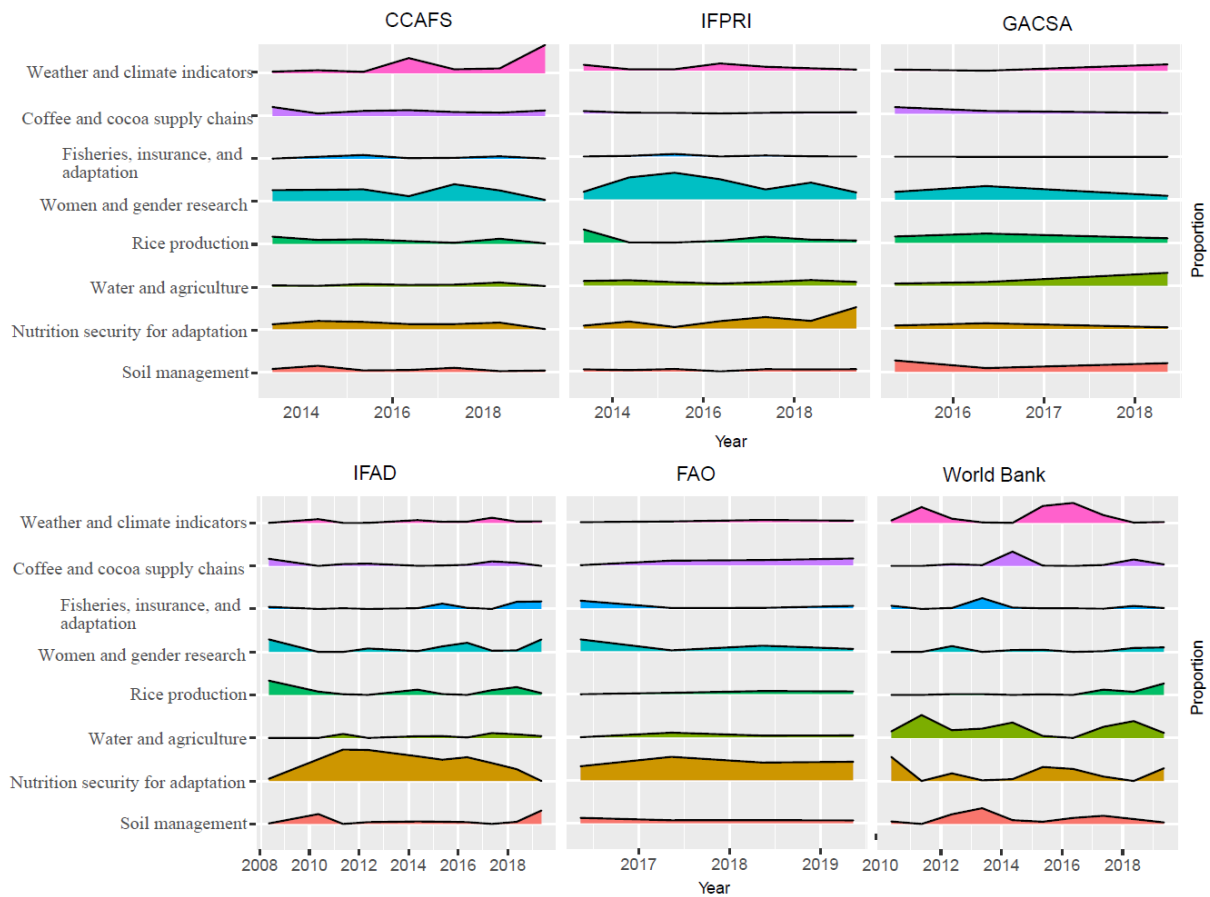 CCAFS
IFPRI
GACSA
Weather and climate indicators
Coffee and cocoa supply chains
Fisheries, insurance, and
adaptation
Women and gender research
Rice production
Water and agriculture
Nutrition security for adaptation
Soil management
Proportion
2014 2016 2018
2014 2016 2018
2016 2017 2018
Year
IFAD
FAO
World Bank
Weather and climate indicators
Coffee and cocoa supply chains
Fisheries, insurance, and
adaptation
Women and gender research
Rice production
Water and agriculture
Nutrition security for adaptation
Soil management
Proportion
2008 2010 2012 2014 2016 2018
2017 2018 2019
2010 2012 2014 2016 2018
Year